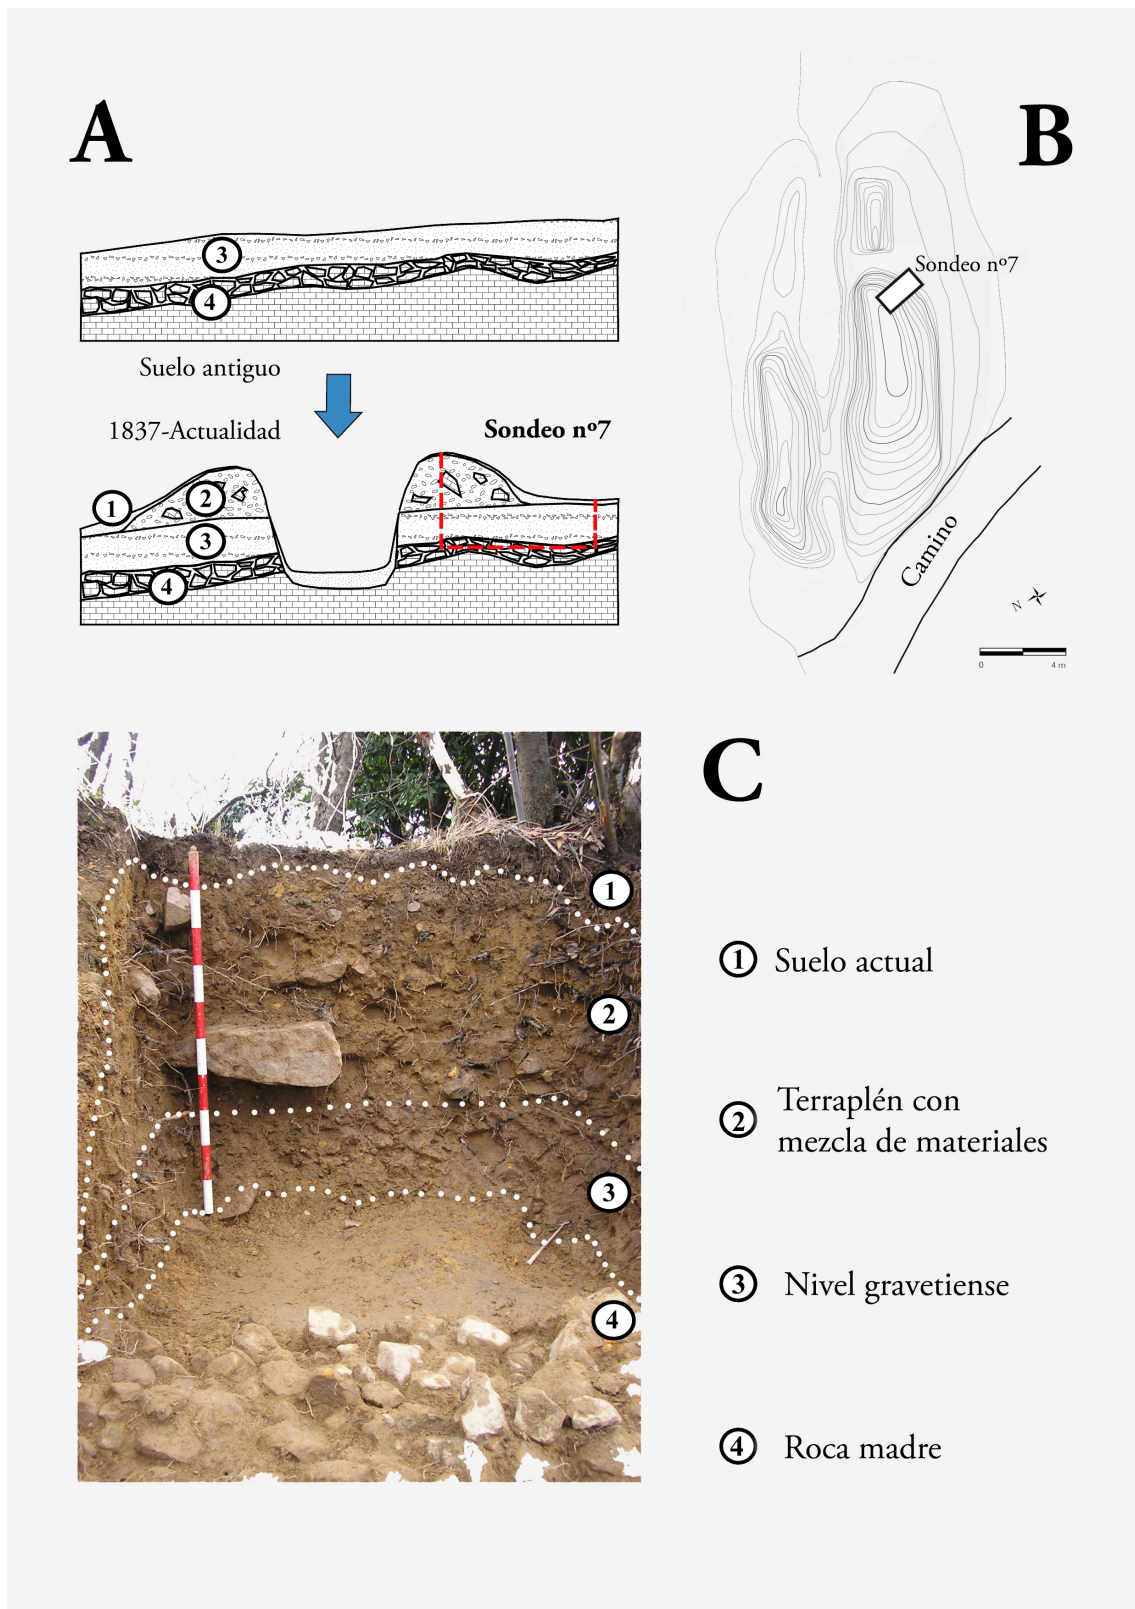 A
B
3
4
Suelo antiguo
1837-Actualidad
Sondeo nº7
1
2
3
4
Sondeo nº7
Camino
N
0 4 m
C
1
2
3
4
1 Suelo actual
2 Terraplén con
mezcla de materiales
3 Nivel gravetiense
4 Roca madre